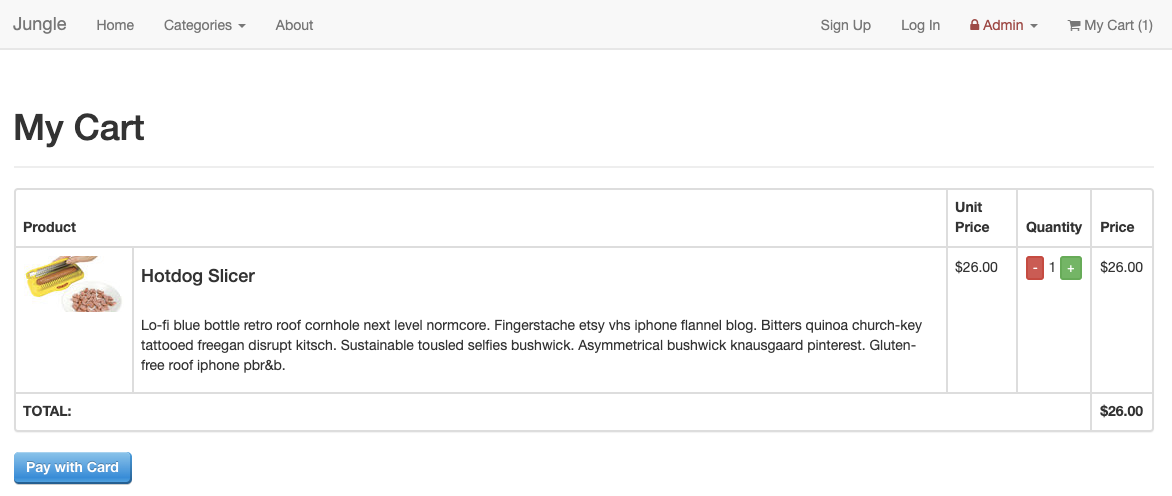 Jungle Home Categories About Sign Up Log In Admin My Cart (1)
My Cart
Product Unit Price Quantity Price
Hotdog Slicer $26.00 - 1 + $26.00
Lo-fi blue bottle retro roof cornhole next level normcore. Fingerstache etsy vhs iphone flannel blog. Bitters quinoa church-key
tattooed freegan disrupt kitsch. Sustainable tousled selfies bushwick. Asymmetrical bushwick knausgaard pinterest. Gluten-
free roof iphone pbr&b.
TOTAL: $26.00
Pay with Card